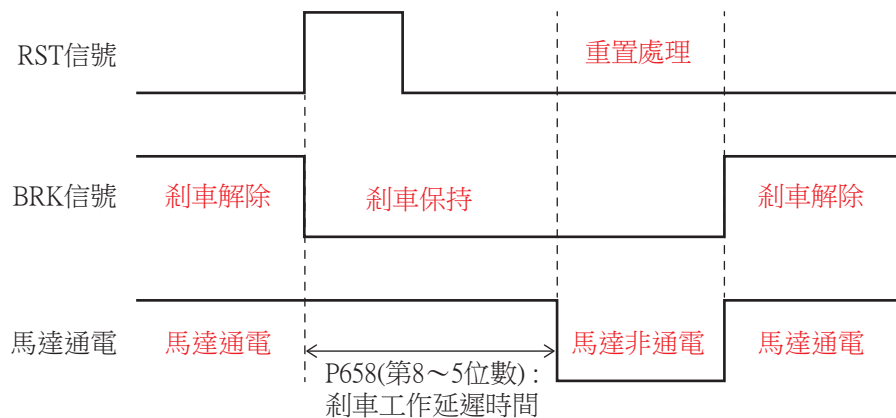 RST信號
重置處理
BRK信號
剎車解除
剎車保持
剎車解除
馬達通電
馬達通電
馬達非通電
馬達通電
P658(第8～5位數) :
剎車工作延遲時間